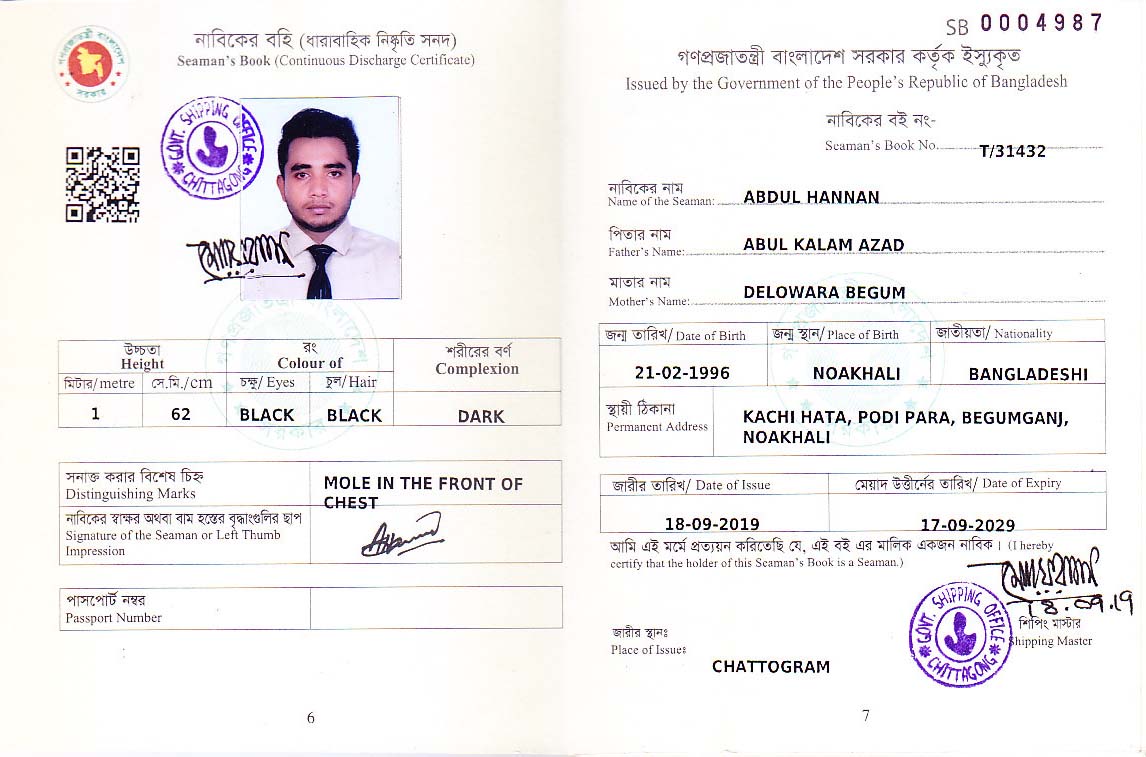 নাবিকের বহি (ধারাবাহিক নিষ্কৃতি সনদ)
Seaman's Book (Continuous Discharge Certificate)
গণপ্রজাতন্ত্রী বাংলাদেশ
সরকার
GOVT. SHIPPING OFFICE
CHITTAGONG
উচ্চতা
Height
রং
Colour of
শরীরের বর্ণ
Complexion
মিটার/metre
সে.মি./cm
চক্ষু/Eyes
চুল/Hair
1
62
BLACK
BLACK
DARK
সনাক্ত করার বিশেষ চিহ্ন
Distinguishing Marks
MOLE IN THE FRONT OF
CHEST
নাবিকের স্বাক্ষর অথবা বাম হস্তের বৃদ্ধাংগুলির ছাপ
Signature of the Seaman or Left Thumb
Impression
পাসপোর্ট নম্বর
Passport Number
6
SB 0004987
গণপ্রজাতন্ত্রী বাংলাদেশ সরকার কর্তৃক ইস্যুকৃত
Issued by the Government of the People's Republic of Bangladesh
নাবিকের বই নং-
Seaman's Book No. T/31432
নাবিকের নাম
Name of the Seaman: ABDUL HANNAN
পিতার নাম
Father's Name: ABUL KALAM AZAD
মাতার নাম
Mother's Name: DELOWARA BEGUM
জন্ম তারিখ/ Date of Birth
জন্ম স্থান/ Place of Birth
জাতীয়তা/ Nationality
21-02-1996
NOAKHALI
BANGLADESHI
স্থায়ী ঠিকানা
Permanent Address
KACHI HATA, PODI PARA, BEGUMGANJ,
NOAKHALI
জারীর তারিখ/ Date of Issue
মেয়াদ উত্তীর্নের তারিখ/ Date of Expiry
18-09-2019
17-09-2029
আমি এই মর্মে প্রত্যয়ন করিতেছি যে, এই বই এর মালিক একজন নাবিক। (I hereby
certify that the holder of this Seaman's Book is a Seaman.)
18.09.19
শিপিং মাস্টার
Shipping Master
GOVT. SHIPPING OFFICE
CHITTAGONG
জারীর স্থানঃ
Place of Issue:
CHATTOGRAM
7